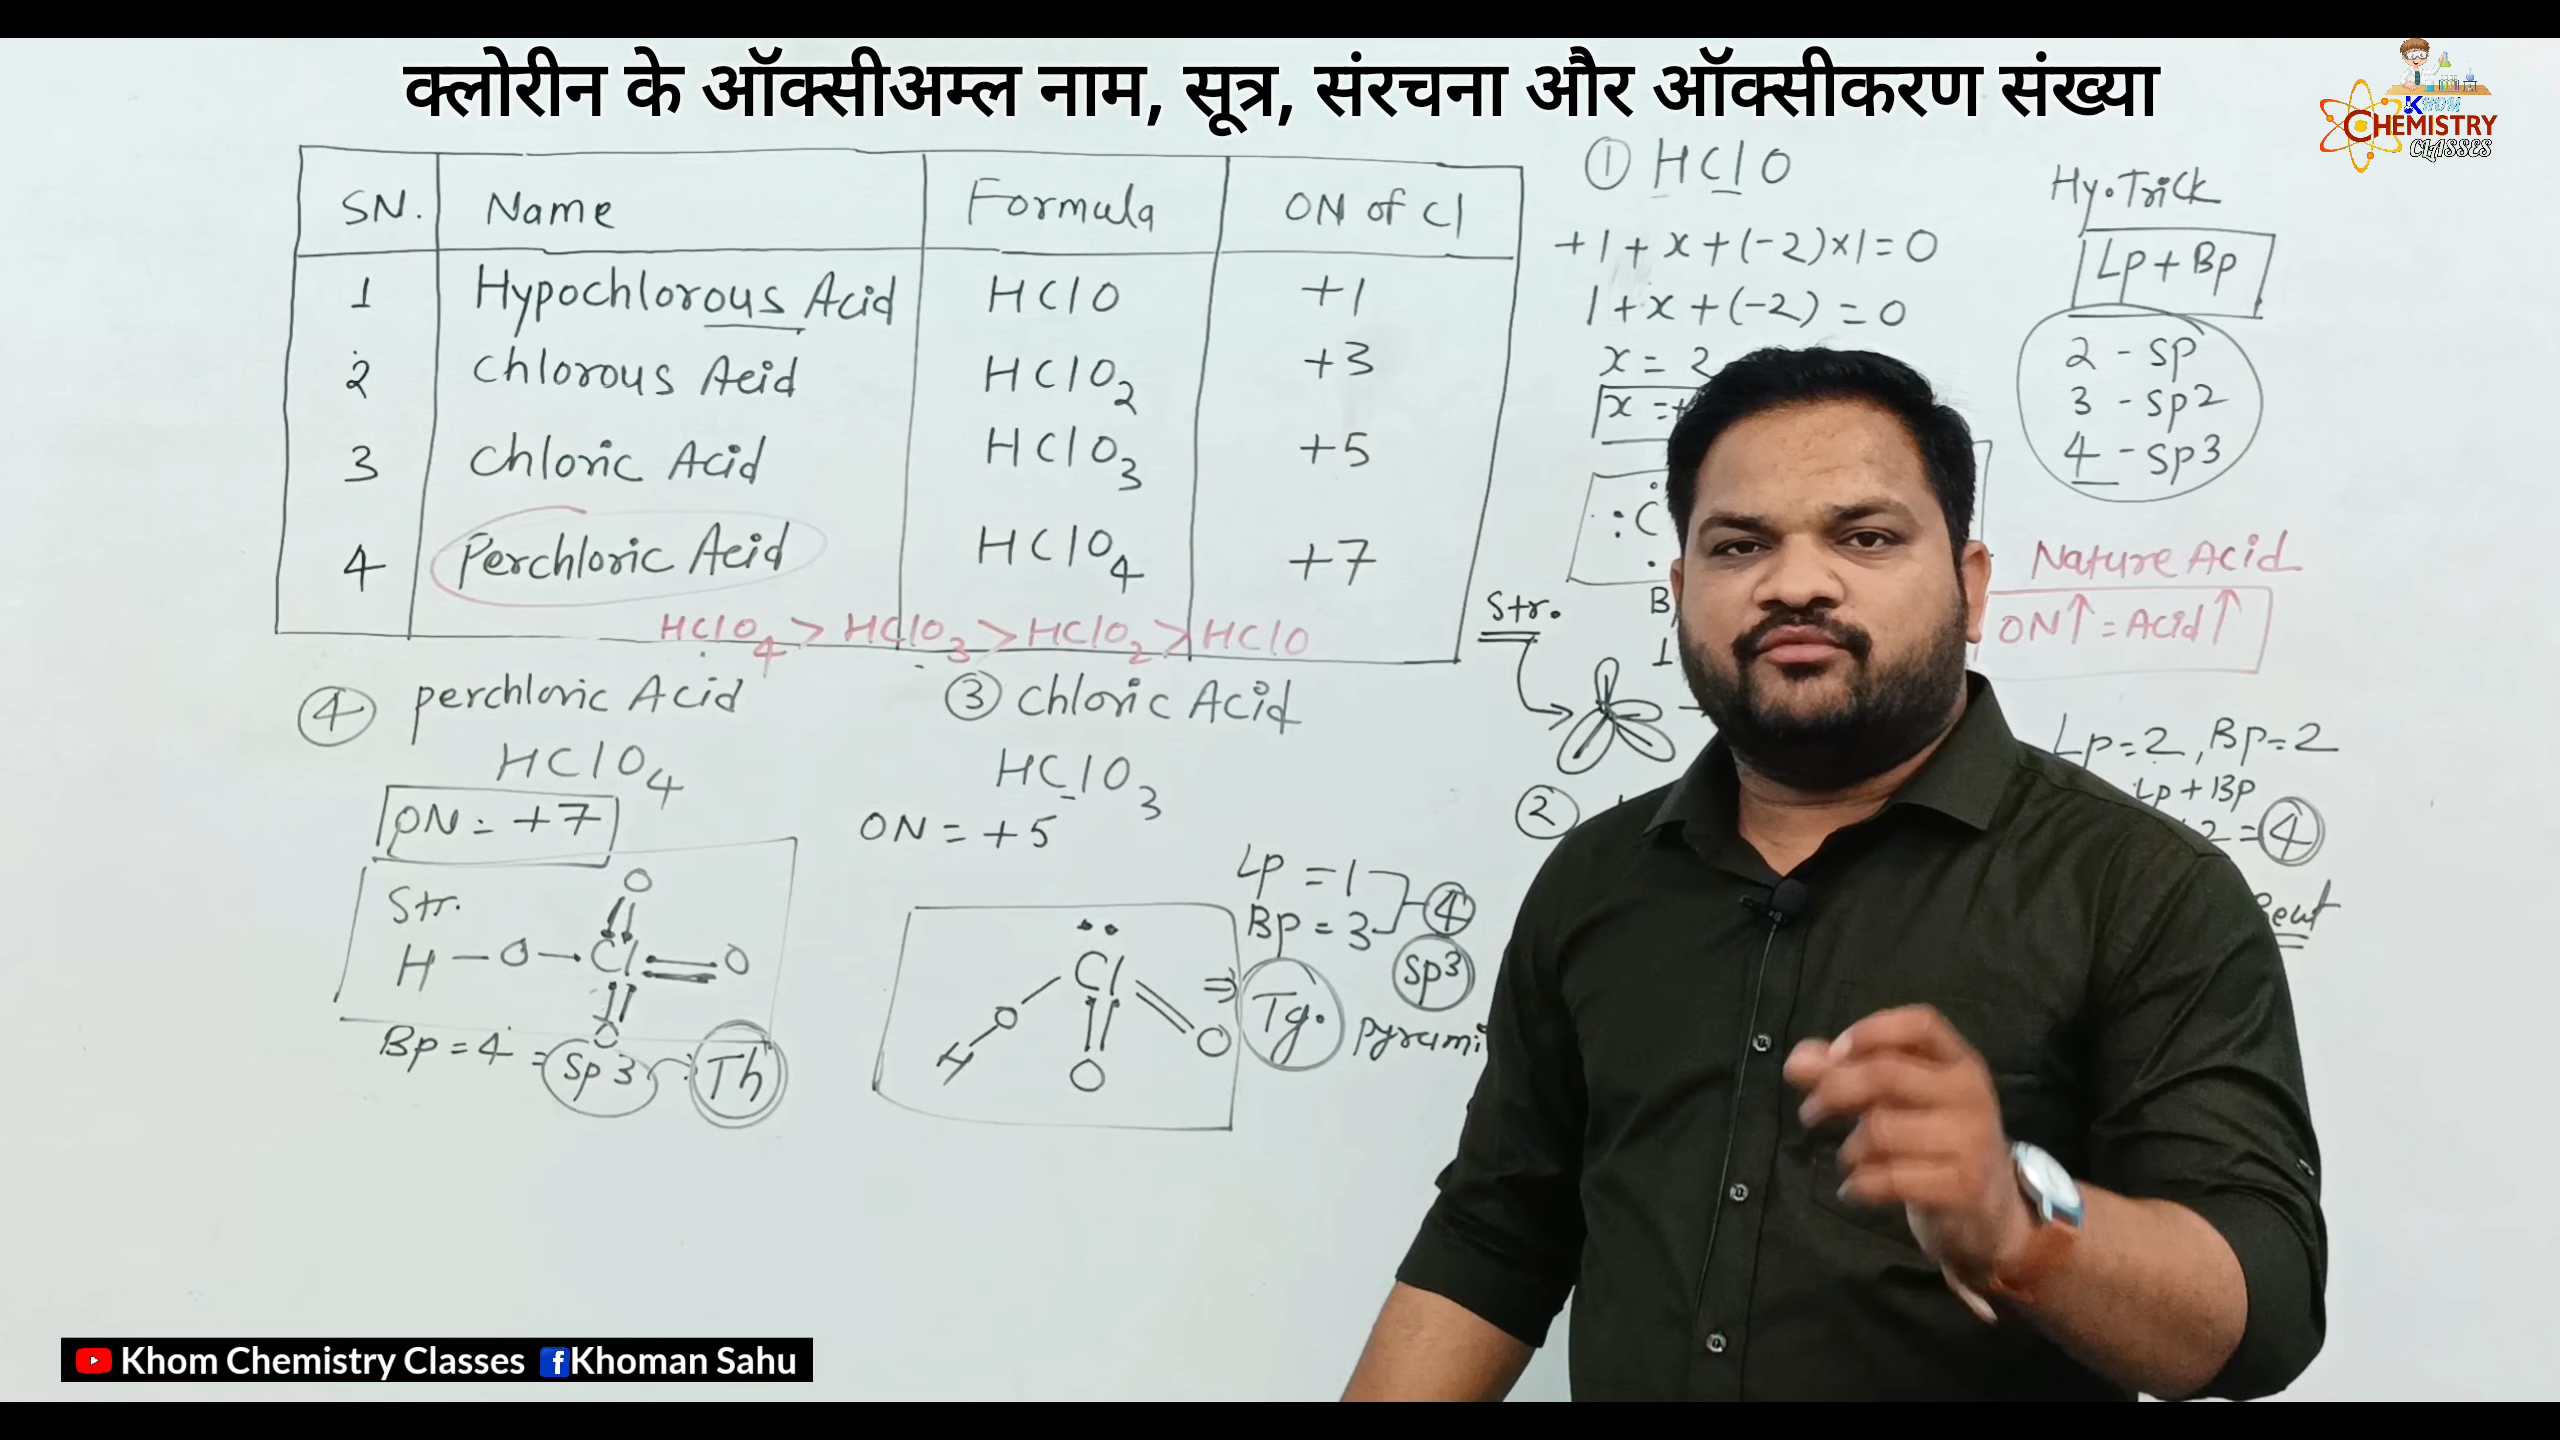 क्लोरीन के ऑक्सीअम्ल नाम, सूत्र, संरचना और ऑक्सीकरण संख्या
KHOM
CHEMISTRY
CLASSES
SN. Name Formula ON of Cl
1 Hypochlorous Acid HClO +1
2 Chlorous Acid HClO2 +3
3 Chloric Acid HClO3 +5
4 Perchloric Acid HClO4 +7
HClO4 > HClO3 > HClO2 > HClO
① HClO
+1 + x + (-2)×1 = 0
1 + x + (-2) = 0
x = 2
x = +
:C
B
1
Str.
②
Hy. Trick
Lp + Bp
2 - sp
3 - sp2
4 - sp3
Nature Acid
ON↑ = Acid↑
Lp = 2, Bp = 2
Lp + Bp
2 = ④
④ perchloric Acid
HClO4
ON = +7
Str.
O
H - O - Cl = O
O
Bp = 4 = sp3 Th
③ Chloric Acid
HClO3
ON = +5
Lp = 1
Bp = 3 ④
sp3
Cl
O
H
O
O
⇒ Tg. pyrami
Khom Chemistry Classes f Khoman Sahu